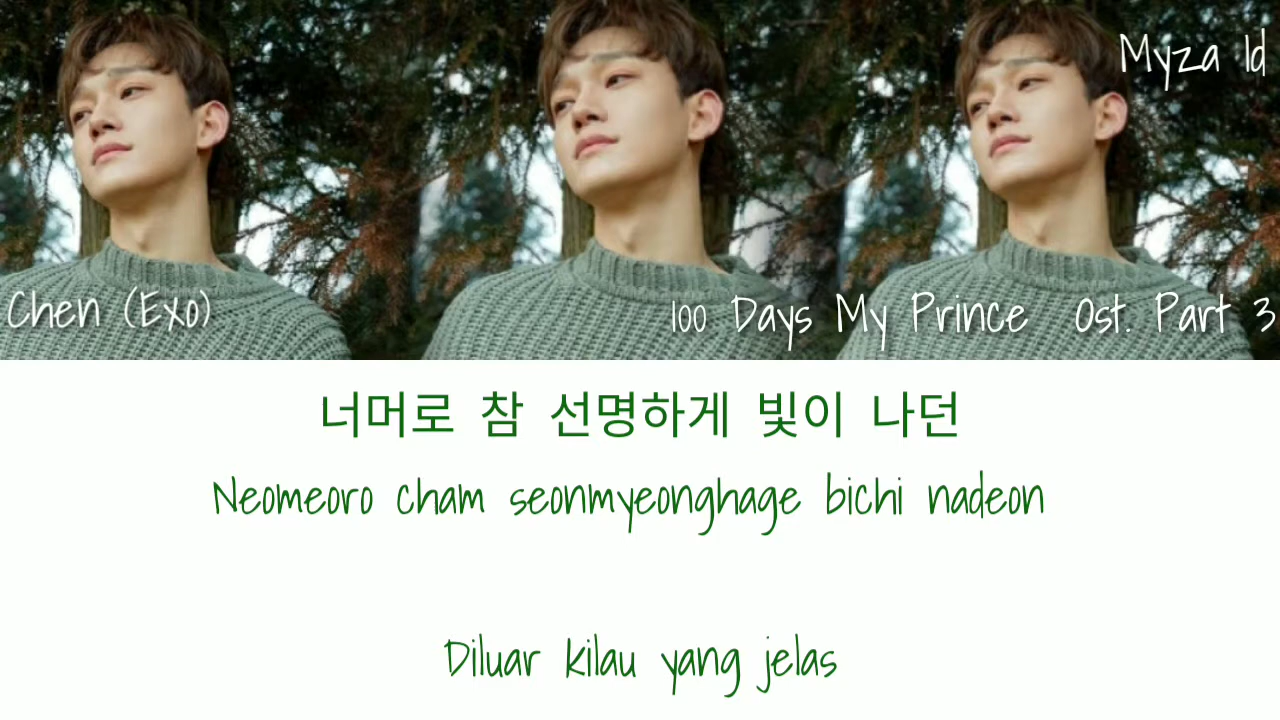 Myza Id
Chen (Exo)
100 Days My Prince Ost. Part 3
너머로 참 선명하게 빛이 나던
Neomeoro cham seonmyeonghage bichi nadeon
Diluar kilau yang jelas